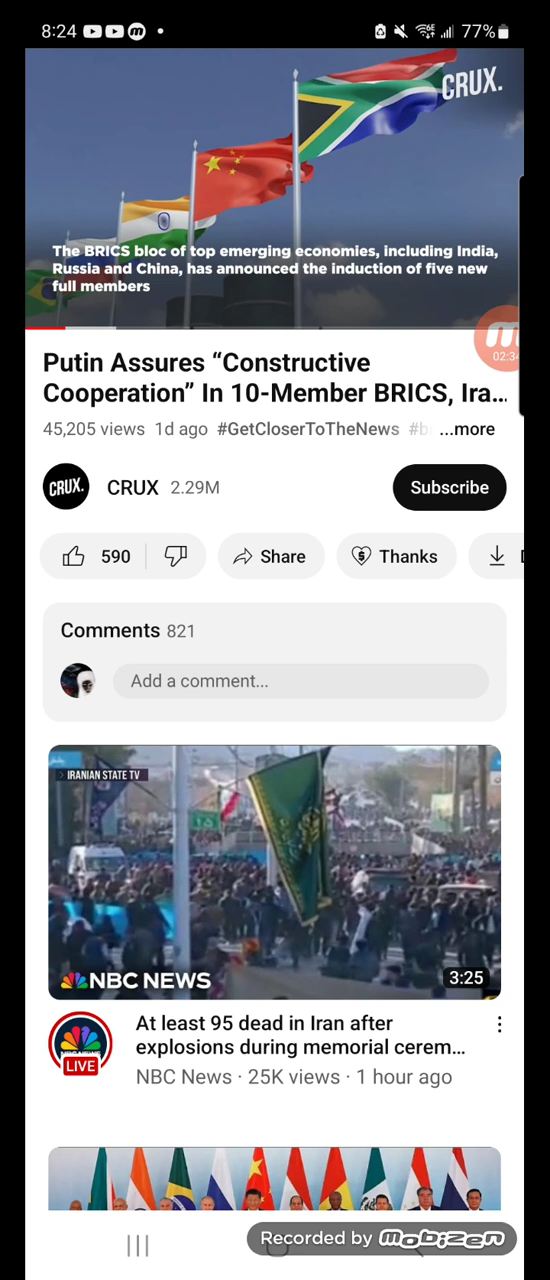 8:24
77%
CRUX.
The BRICS bloc of top emerging economies, including India,
Russia and China, has announced the induction of five new
full members
02:34
Putin Assures “Constructive
Cooperation” In 10-Member BRICS, Ira...
45,205 views 1d ago #GetCloserToTheNews #b ...more
CRUX.
CRUX 2.29M
Subscribe
590
Share
Thanks
Comments 821
Add a comment...
IRANIAN STATE TV
NBC NEWS
3:25
At least 95 dead in Iran after
explosions during memorial cerem...
LIVE
NBC News · 25K views · 1 hour ago
Recorded by mobizen